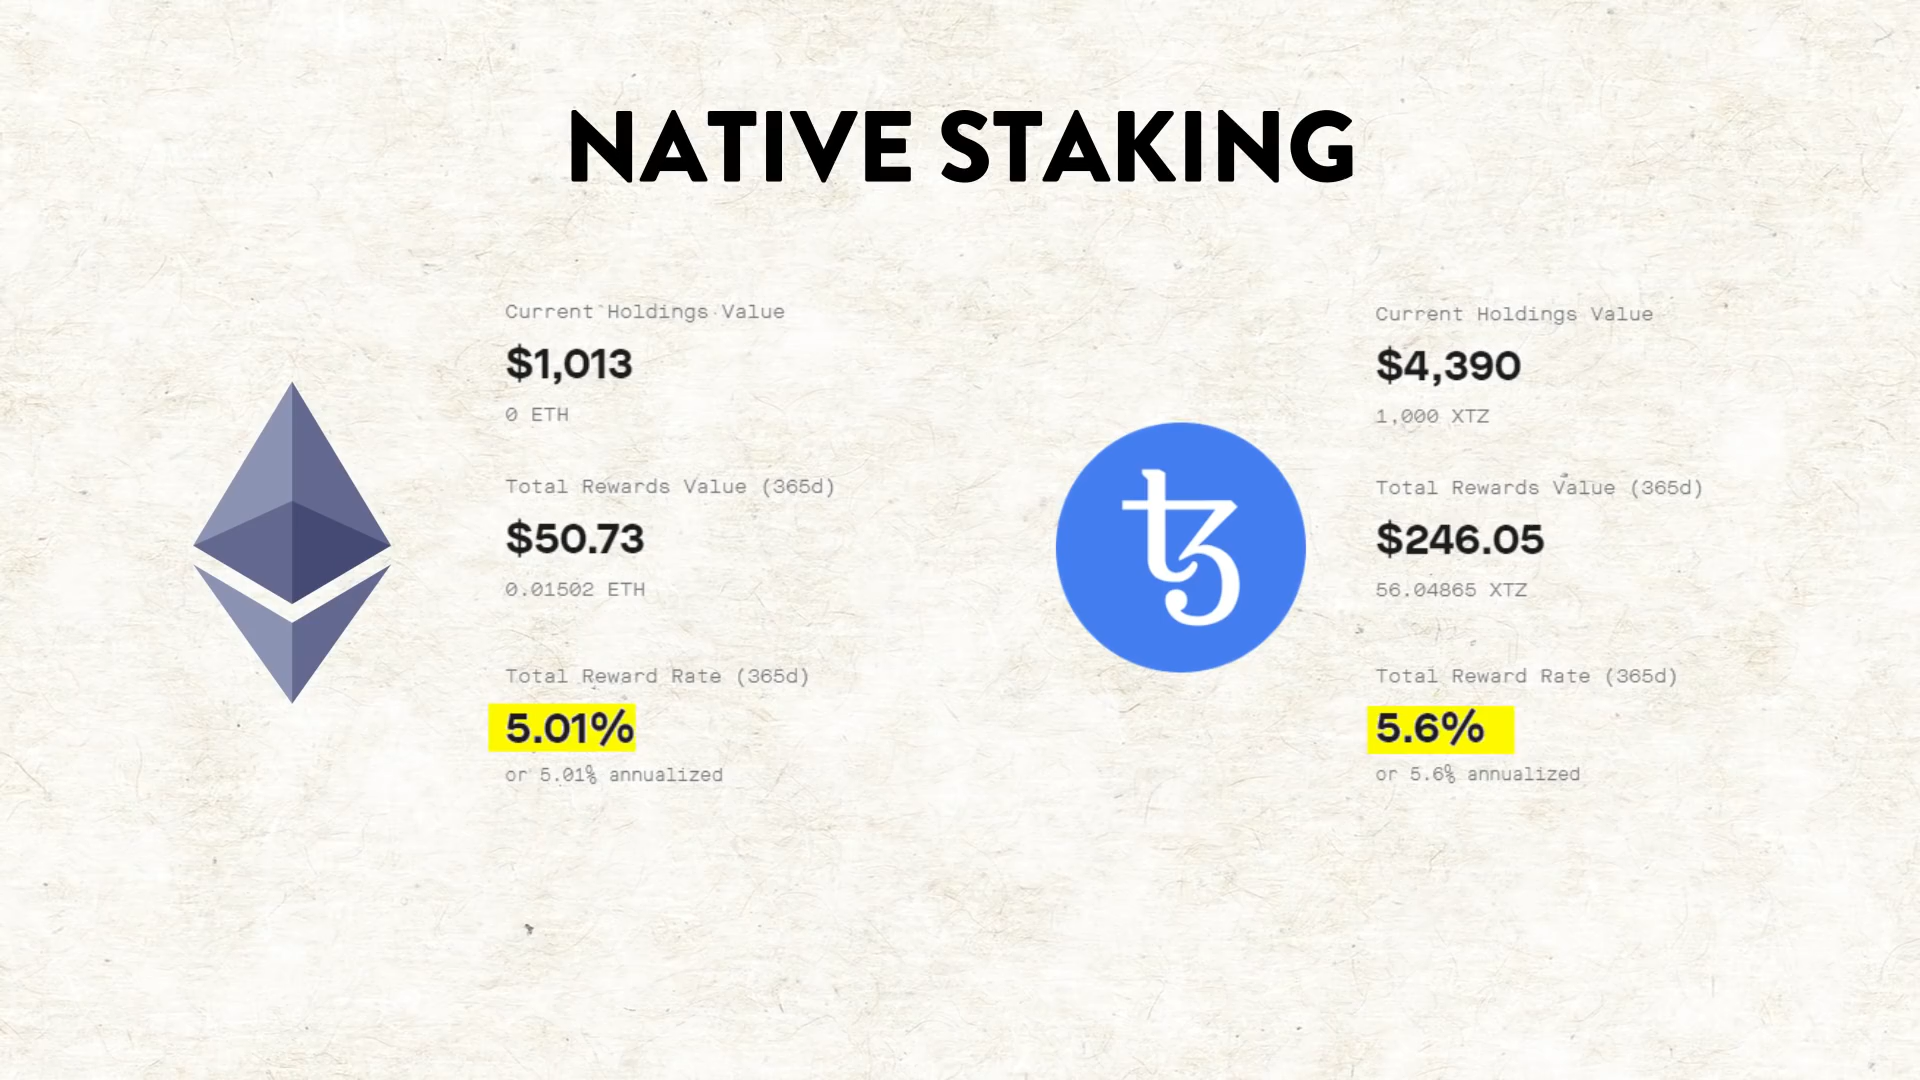 NATIVE STAKING
Current Holdings Value
$1,013
0 ETH
Total Rewards Value (365d)
$50.73
0.01502 ETH
Total Reward Rate (365d)
5.01%
or 5.01% annualized
Current Holdings Value
$4,390
1,000 XTZ
Total Rewards Value (365d)
$246.05
56.04865 XTZ
Total Reward Rate (365d)
5.6%
or 5.6% annualized